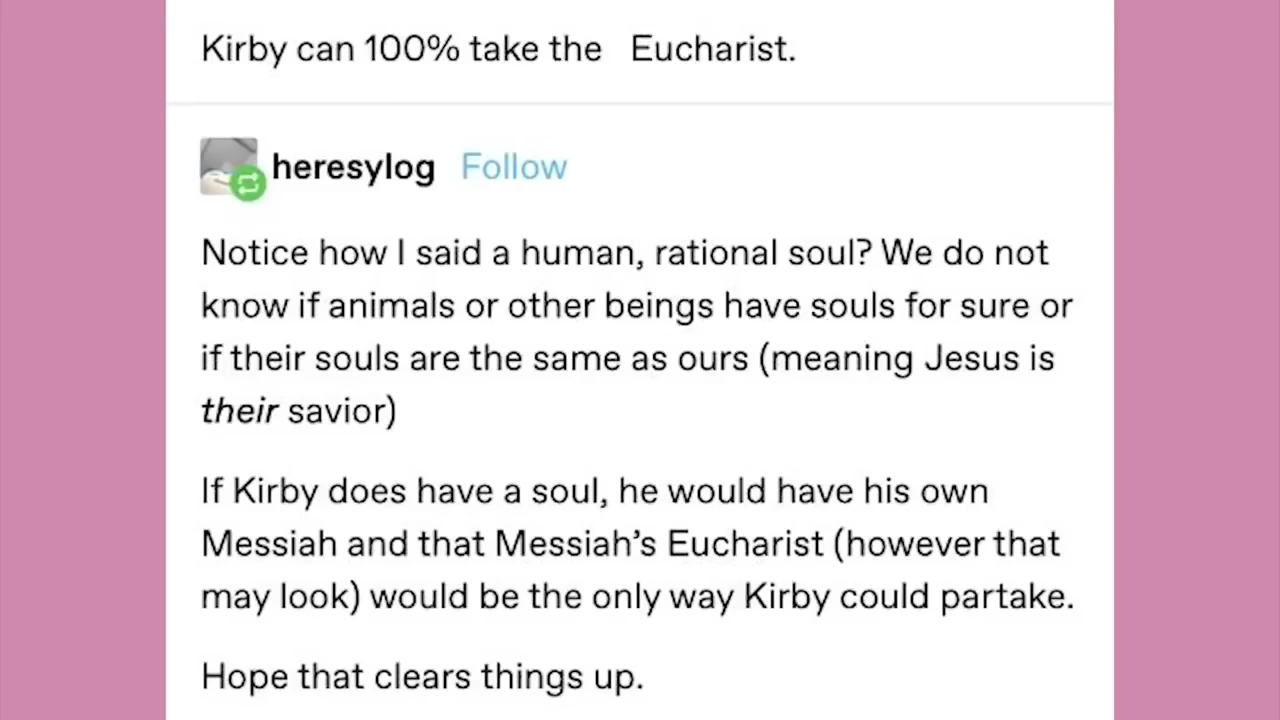 Kirby can 100% take the Eucharist.
heresylog Follow
Notice how I said a human, rational soul? We do not
know if animals or other beings have souls for sure or
if their souls are the same as ours (meaning Jesus is
their savior)
If Kirby does have a soul, he would have his own
Messiah and that Messiah’s Eucharist (however that
may look) would be the only way Kirby could partake.
Hope that clears things up.